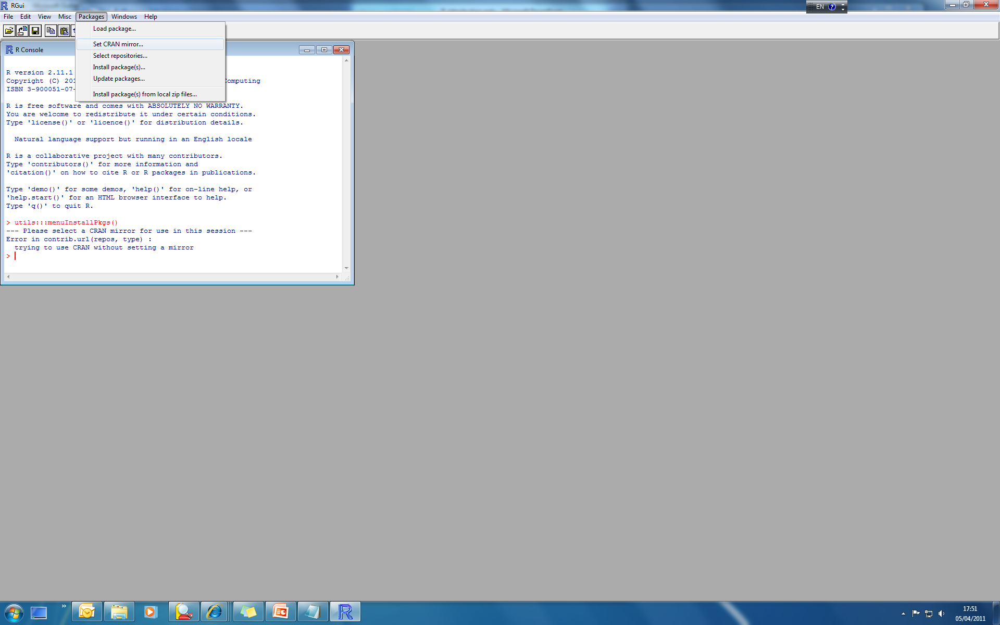 RGui
EN
File Edit View Misc Packages Windows Help
Load package...
Set CRAN mirror...
Select repositories...
Install package(s)...
Update packages...
Install package(s) from local zip files...
R Console
R version 2.11.1
Copyright (C) 201 omputing
ISBN 3-900051-07-
R is free software and comes with ABSOLUTELY NO WARRANTY.
You are welcome to redistribute it under certain conditions.
Type 'license()' or 'licence()' for distribution details.
Natural language support but running in an English locale
R is a collaborative project with many contributors.
Type 'contributors()' for more information and
'citation()' on how to cite R or R packages in publications.
Type 'demo()' for some demos, 'help()' for on-line help, or
'help.start()' for an HTML browser interface to help.
Type 'q()' to quit R.
> utils:::menuInstallPkgs()
--- Please select a CRAN mirror for use in this session ---
Error in contrib.url(repos, type) :
trying to use CRAN without setting a mirror
>
17:51
05/04/2011